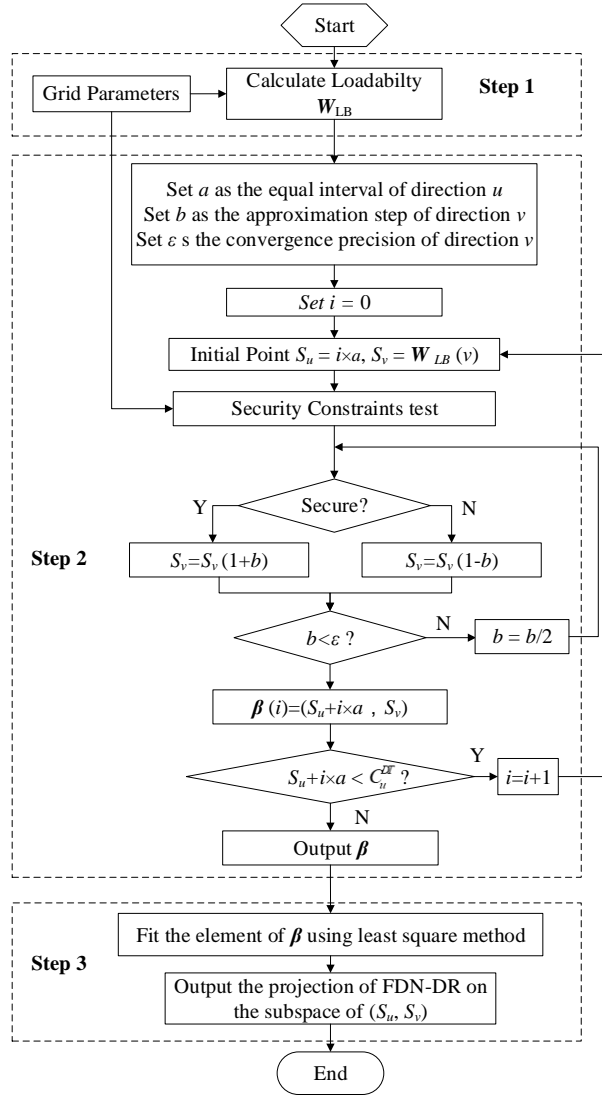 Start
Step 1
Grid Parameters
Calculate Loadabilty
W_LB
Set a as the equal interval of direction u
Set b as the approximation step of direction v
Set ε s the convergence precision of direction v
Set i = 0
Initial Point S_u = i×a, S_v = W_LB (v)
Security Constraints test
Secure?
Y
N
Step 2
S_v=S_v (1+b)
S_v=S_v (1-b)
b<ε ?
N
b = b/2
β (i)=(S_u+i×a , S_v)
S_u+i×a < C_u^DT ?
Y
i=i+1
N
Output β
Step 3
Fit the element of β using least square method
Output the projection of FDN-DR on
the subspace of (S_u, S_v)
End